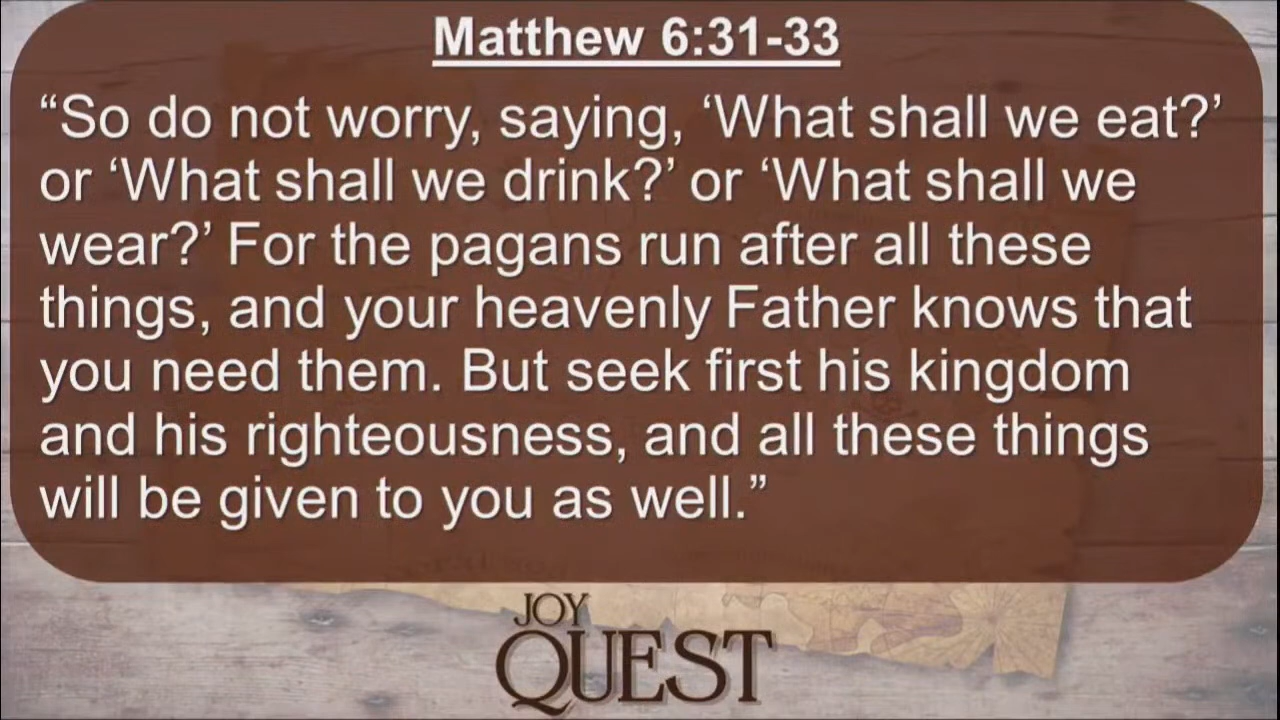 Matthew 6:31-33
“So do not worry, saying, ‘What shall we eat?’
or ‘What shall we drink?’ or ‘What shall we
wear?’ For the pagans run after all these
things, and your heavenly Father knows that
you need them. But seek first his kingdom
and his righteousness, and all these things
will be given to you as well.”
JOY
QUEST